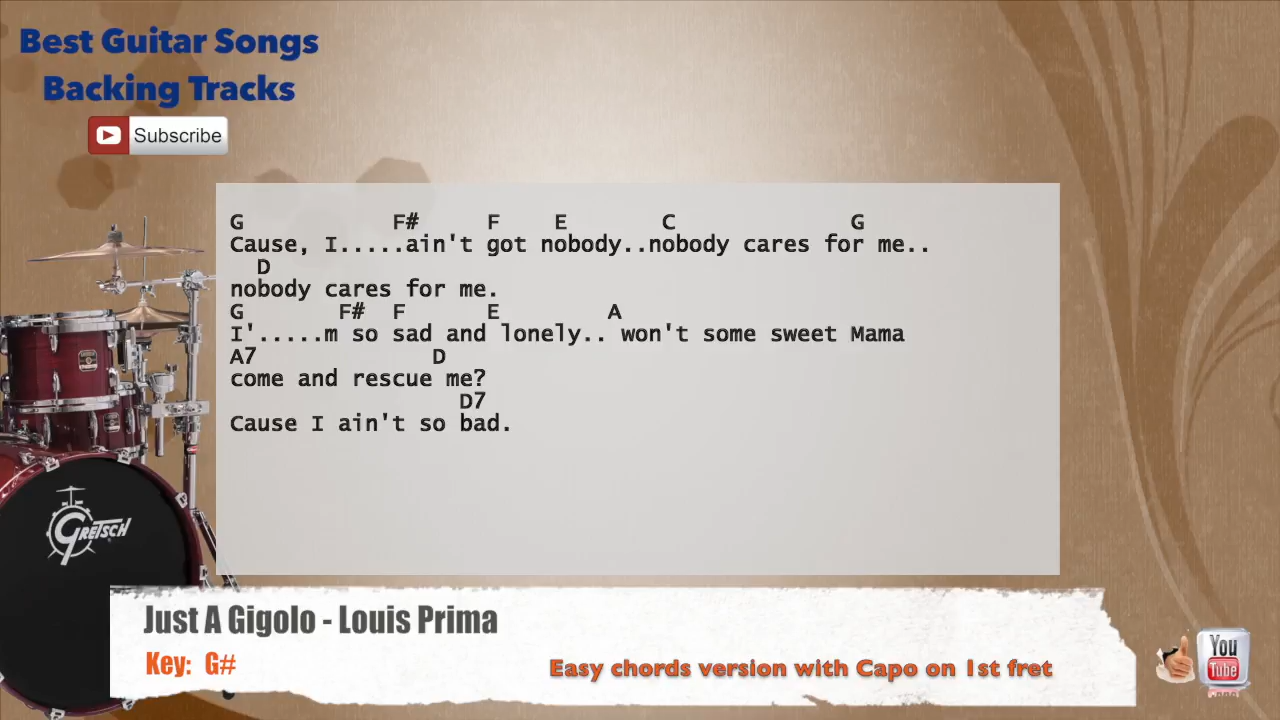 Best Guitar Songs
Backing Tracks
Subscribe
G F# F E C G
Cause, I.....ain't got nobody..nobody cares for me..
D
nobody cares for me.
G F# F E A
I'.....m so sad and lonely.. won't some sweet Mama
A7 D
come and rescue me?
D7
Cause I ain't so bad.
GRETSCH
Just A Gigolo - Louis Prima
Key: G#
Easy chords version with Capo on 1st fret
You
Tube